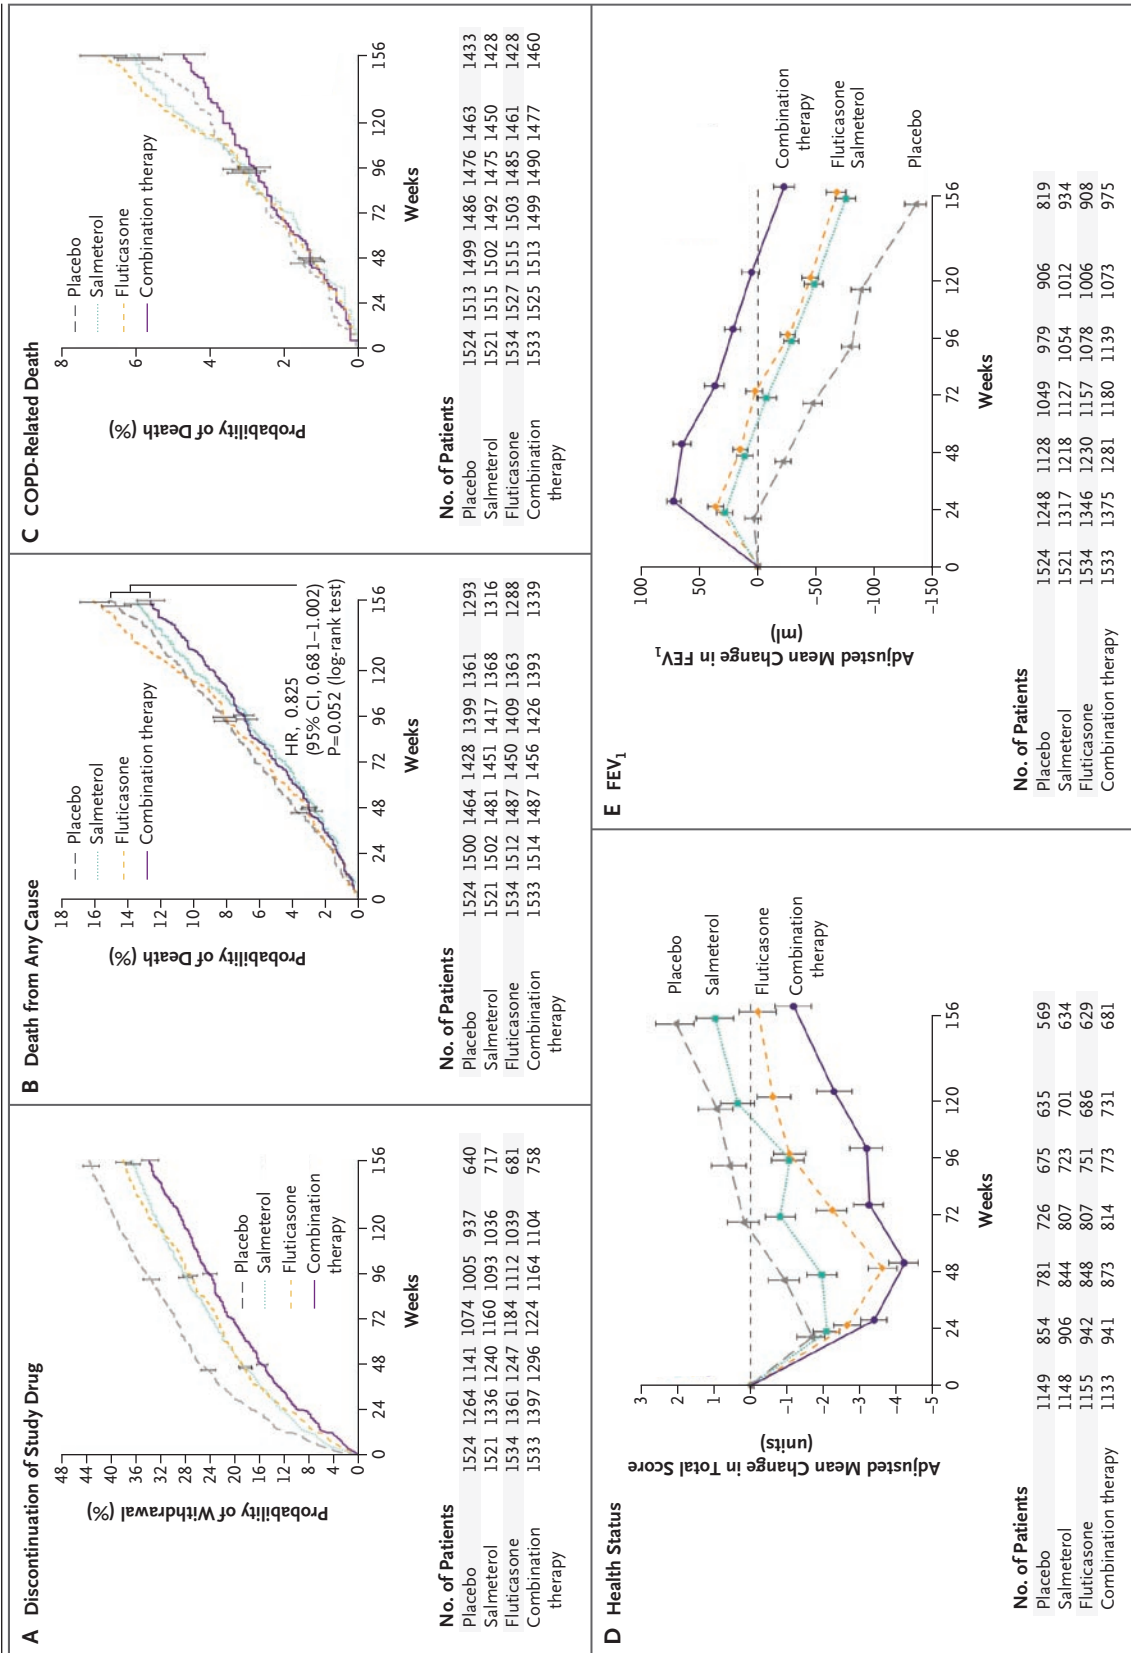 A Discontinuation of Study Drug
Probability of Withdrawal (%)
48
44
40
36
32
28
24
20
16
12
8
4
0
Placebo
Salmeterol
Fluticasone
Combination
therapy
0 24 48 72 96 120 156
Weeks
No. of Patients
Placebo 1524 1264 1141 1074 1005 937 640
Salmeterol 1521 1336 1240 1160 1093 1036 717
Fluticasone 1534 1361 1247 1184 1112 1039 681
Combination 1533 1397 1296 1224 1164 1104 758
therapy
B Death from Any Cause
Probability of Death (%)
18
16
14
12
10
8
6
4
2
0
Placebo
Salmeterol
Fluticasone
Combination therapy
HR, 0.825
(95% CI, 0.681–1.002)
P=0.052 (log-rank test)
0 24 48 72 96 120 156
Weeks
No. of Patients
Placebo 1524 1500 1464 1428 1399 1361 1293
Salmeterol 1521 1502 1481 1451 1417 1368 1316
Fluticasone 1534 1512 1487 1450 1409 1363 1288
Combination 1533 1514 1487 1456 1426 1393 1339
therapy
C COPD-Related Death
Probability of Death (%)
8
6
4
2
0
Placebo
Salmeterol
Fluticasone
Combination therapy
0 24 48 72 96 120 156
Weeks
No. of Patients
Placebo 1524 1513 1499 1486 1476 1463 1433
Salmeterol 1521 1515 1502 1492 1475 1450 1428
Fluticasone 1534 1527 1515 1503 1485 1461 1428
Combination 1533 1525 1513 1499 1490 1477 1460
therapy
D Health Status
Adjusted Mean Change in Total Score
(units)
3
2
1
0
−1
−2
−3
−4
−5
Placebo
Salmeterol
Fluticasone
Combination
therapy
0 24 48 72 96 120 156
Weeks
No. of Patients
Placebo 1149 854 781 726 675 635 569
Salmeterol 1148 906 844 807 723 701 634
Fluticasone 1155 942 848 807 751 686 629
Combination therapy 1133 941 873 814 773 731 681
E FEV1
Adjusted Mean Change in FEV1
(ml)
100
50
0
−50
−100
−150
Combination
therapy
Fluticasone
Salmeterol
Placebo
0 24 48 72 96 120 156
Weeks
No. of Patients
Placebo 1524 1248 1128 1049 979 906 819
Salmeterol 1521 1317 1218 1127 1054 1012 934
Fluticasone 1534 1346 1230 1157 1078 1006 908
Combination therapy 1533 1375 1281 1180 1139 1073 975